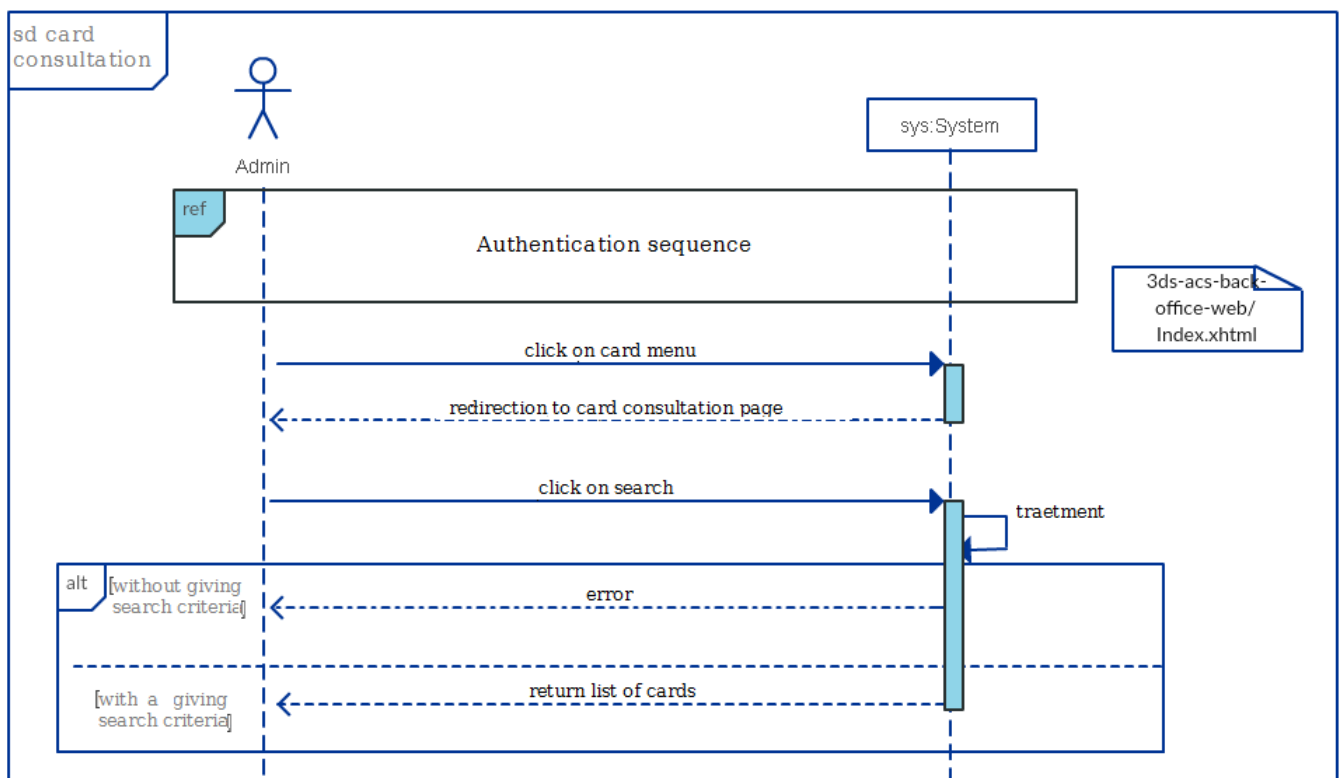 sd card
consultation
Admin
sys:System
ref
Authentication sequence
3ds-acs-back-
office-web/
Index.xhtml
click on card menu
redirection to card consultation page
click on search
traetment
alt
[without giving
search criteria]
error
[with a giving
search criteria]
return list of cards